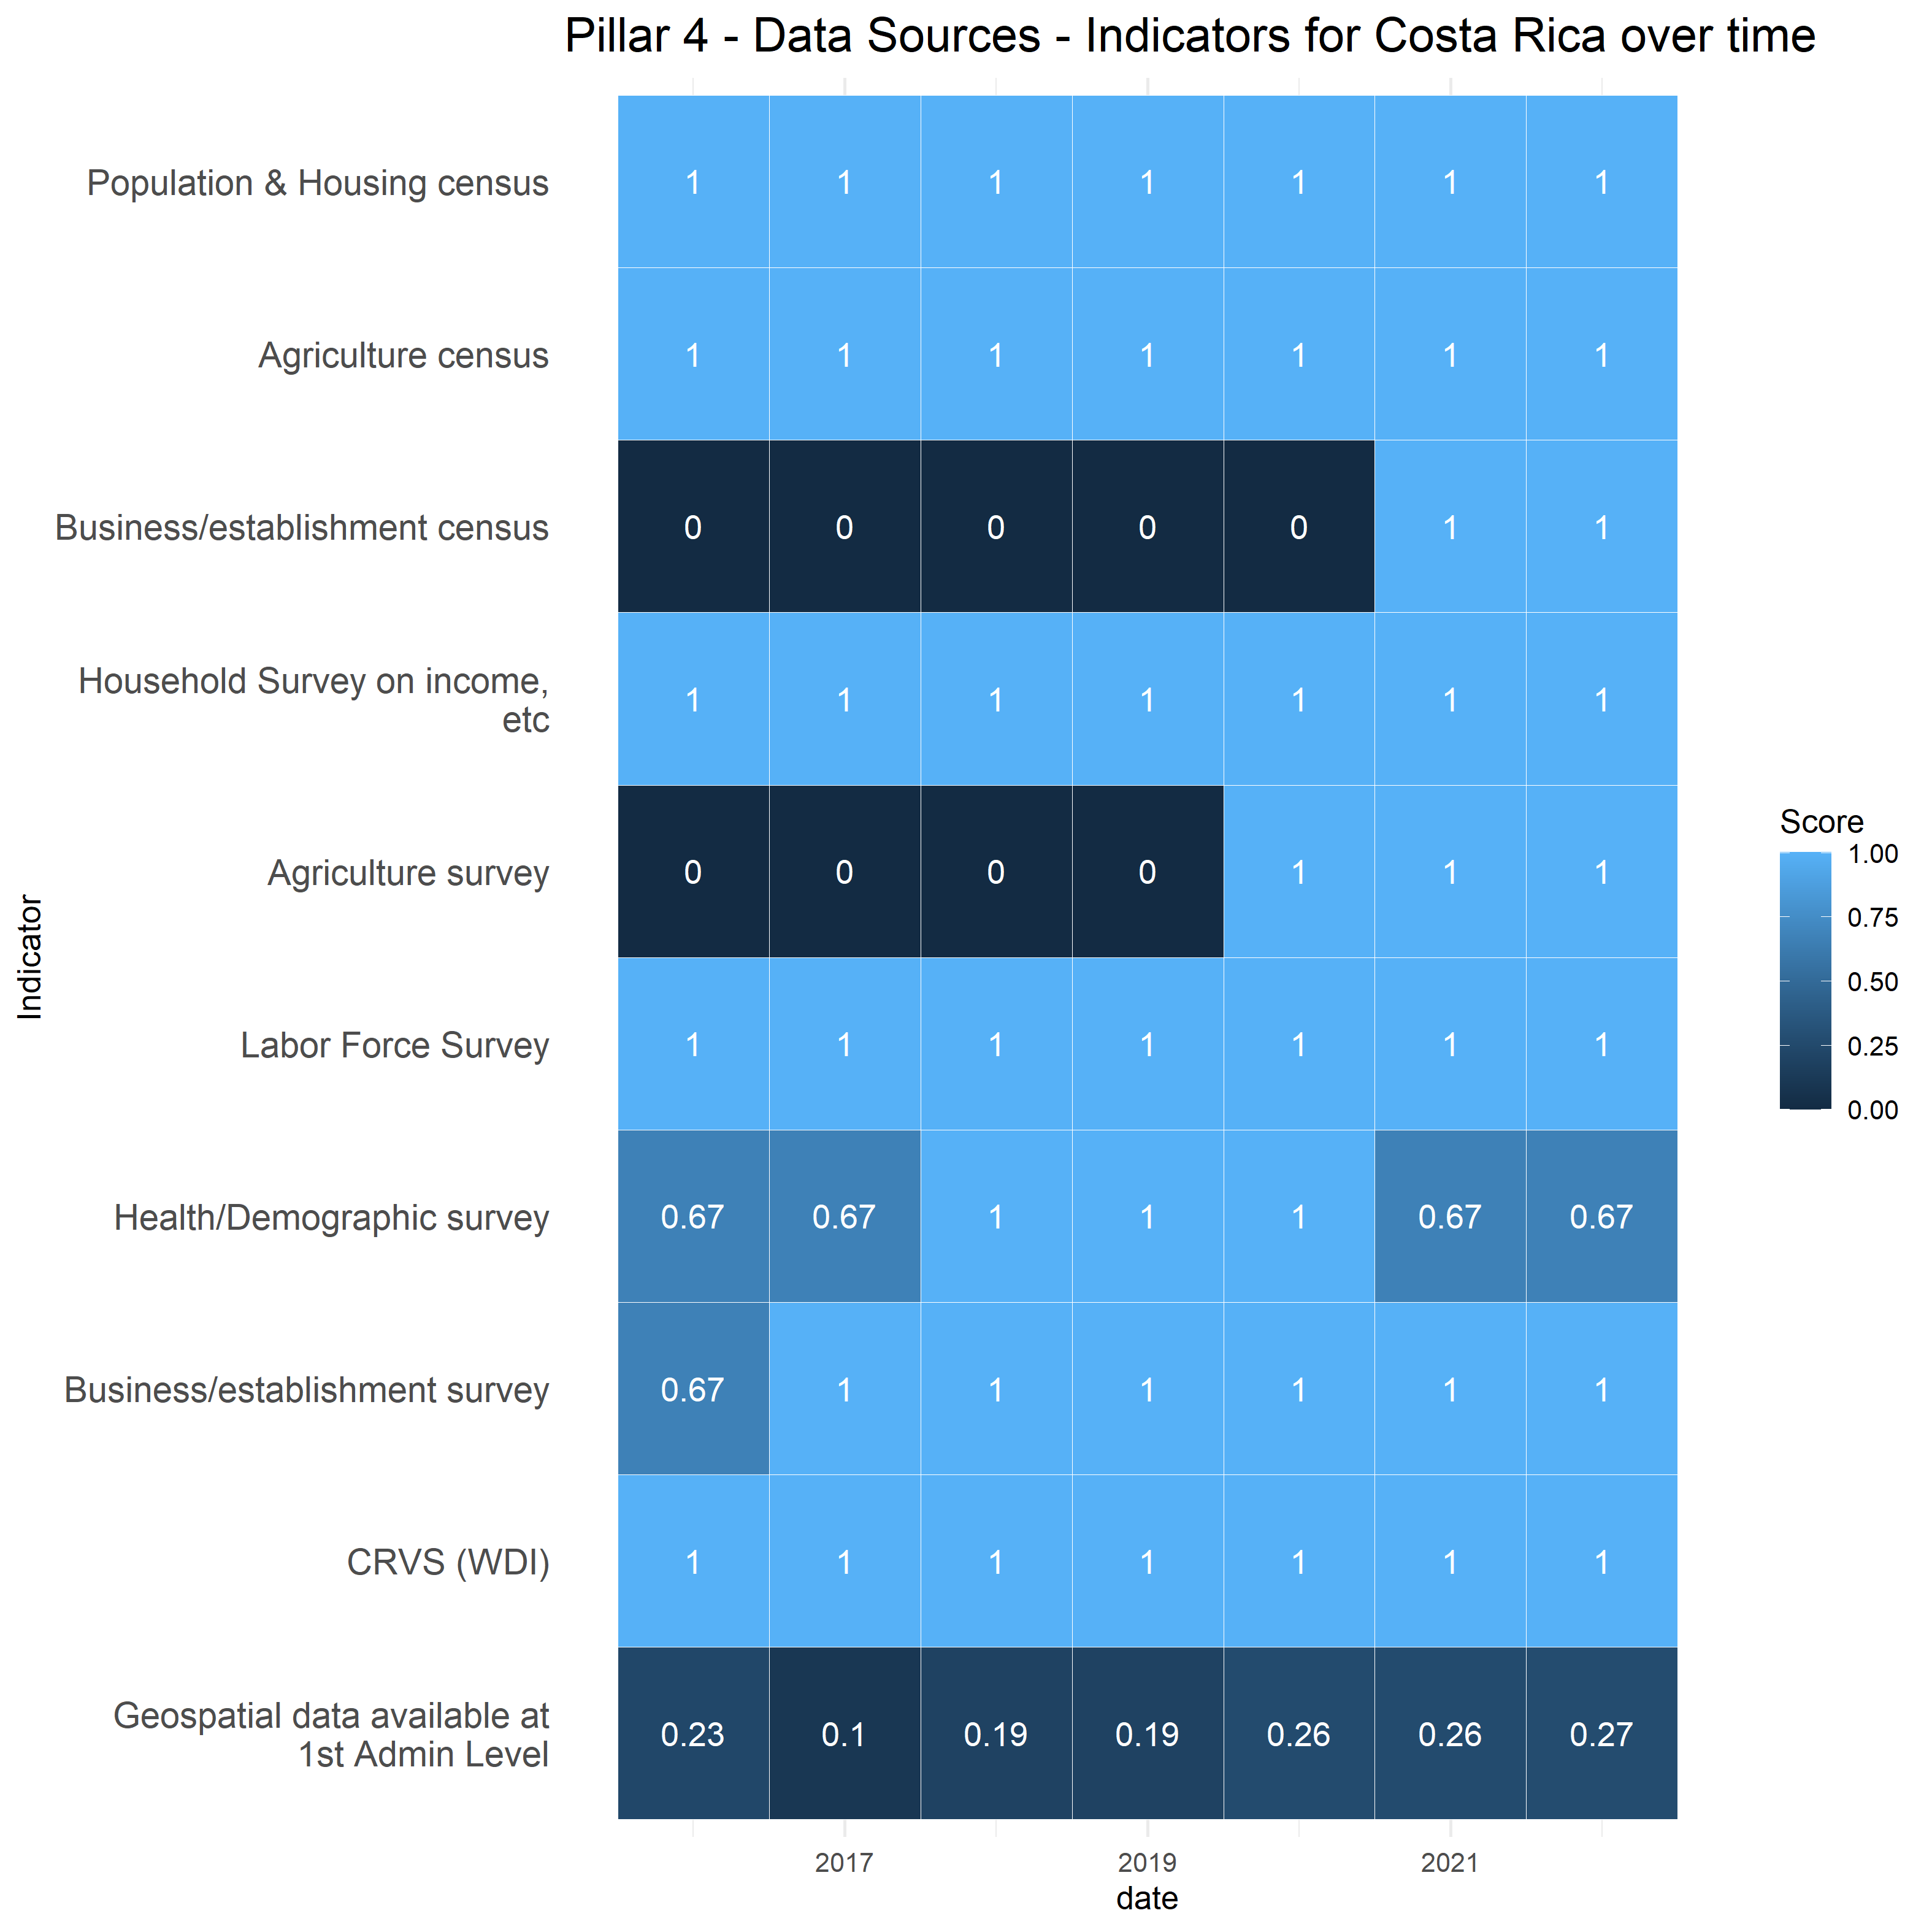 Pillar 4 - Data Sources - Indicators for Costa Rica over time
Population & Housing census
1 1 1 1 1 1 1
Agriculture census
1 1 1 1 1 1 1
Business/establishment census
0 0 0 0 0 1 1
Household Survey on income,
etc
1 1 1 1 1 1 1
Agriculture survey
0 0 0 0 1 1 1
Labor Force Survey
1 1 1 1 1 1 1
Health/Demographic survey
0.67 0.67 1 1 1 0.67 0.67
Business/establishment survey
0.67 1 1 1 1 1 1
CRVS (WDI)
1 1 1 1 1 1 1
Geospatial data available at
1st Admin Level
0.23 0.1 0.19 0.19 0.26 0.26 0.27
2017 2019 2021
date
Indicator
Score
1.00
0.75
0.50
0.25
0.00